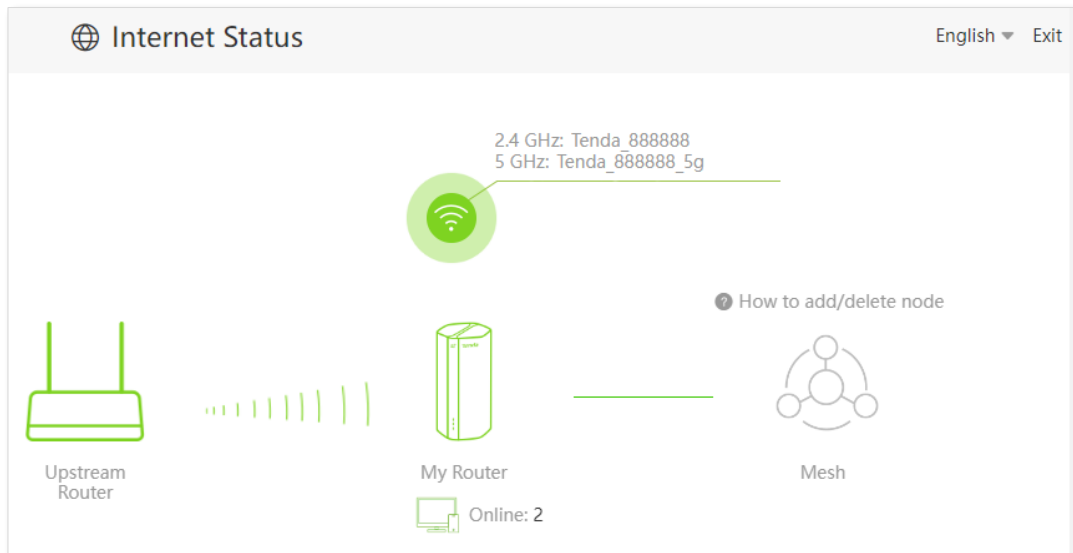 Internet Status
English
Exit
2.4 GHz: Tenda_888888
5 GHz: Tenda_888888_5g
? How to add/delete node
Upstream
Router
My Router
Mesh
Online: 2